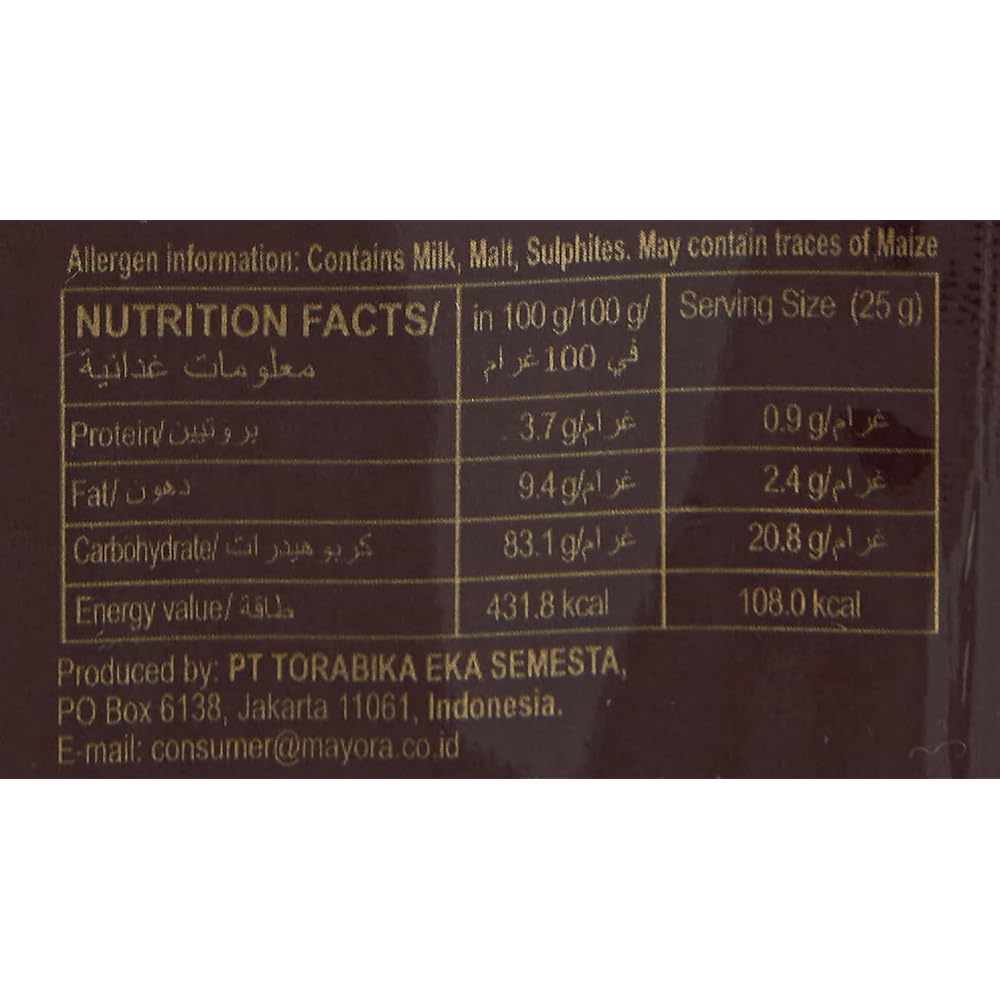 Allergen information: Contains Milk, Malt, Sulphites. May contain traces of Maize
NUTRITION FACTS/ in 100 g/100 g/ Serving Size (25 g)
معلومات غذائية في 100 غرام
Protein/بروتيين 3.7 g/غرام 0.9 g/غرام
Fat/دهون 9.4 g/غرام 2.4 g/غرام
Carbohydrate/كربوهيدرات 83.1 g/غرام 20.8 g/غرام
Energy value/طاقة 431.8 kcal 108.0 kcal
Produced by: PT TORABIKA EKA SEMESTA,
PO Box 6138, Jakarta 11061, Indonesia.
E-mail: consumer@mayora.co.id